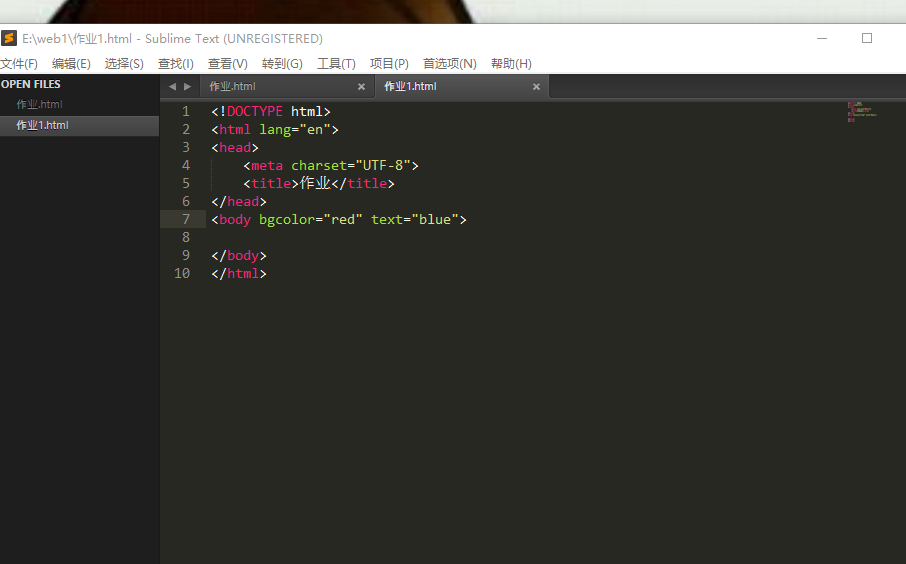 E:\web1\作业1.html - Sublime Text (UNREGISTERED)
文件(F) 编辑(E) 选择(S) 查找(I) 查看(V) 转到(G) 工具(T) 项目(P) 首选项(N) 帮助(H)
OPEN FILES
作业.html
作业1.html
作业.html × 作业1.html ×
1 <!DOCTYPE html>
2 <html lang="en">
3 <head>
4     <meta charset="UTF-8">
5     <title>作业</title>
6 </head>
7 <body bgcolor="red" text="blue">
8
9 </body>
10 </html>